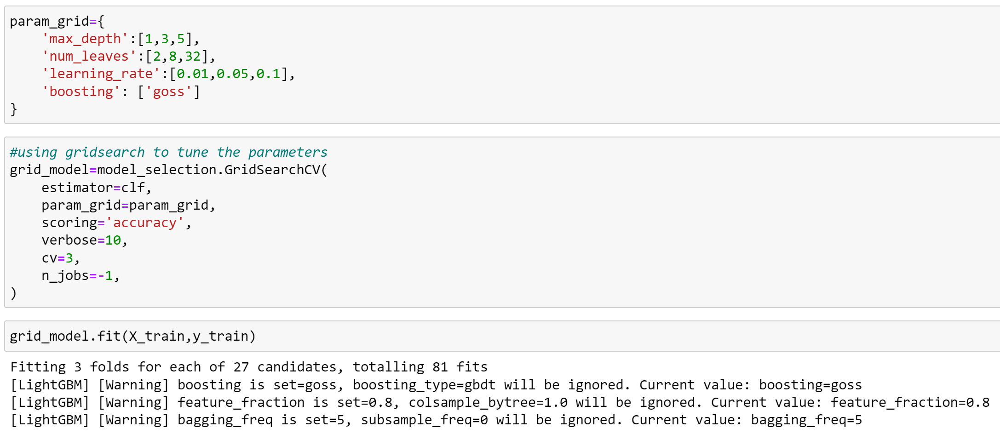 param_grid={
    'max_depth':[1,3,5],
    'num_leaves':[2,8,32],
    'learning_rate':[0.01,0.05,0.1],
    'boosting': ['goss']
}
#using gridsearch to tune the parameters
grid_model=model_selection.GridSearchCV(
    estimator=clf,
    param_grid=param_grid,
    scoring='accuracy',
    verbose=10,
    cv=3,
    n_jobs=-1,
)
grid_model.fit(X_train,y_train)
Fitting 3 folds for each of 27 candidates, totalling 81 fits
[LightGBM] [Warning] boosting is set=goss, boosting_type=gbdt will be ignored. Current value: boosting=goss
[LightGBM] [Warning] feature_fraction is set=0.8, colsample_bytree=1.0 will be ignored. Current value: feature_fraction=0.8
[LightGBM] [Warning] bagging_freq is set=5, subsample_freq=0 will be ignored. Current value: bagging_freq=5